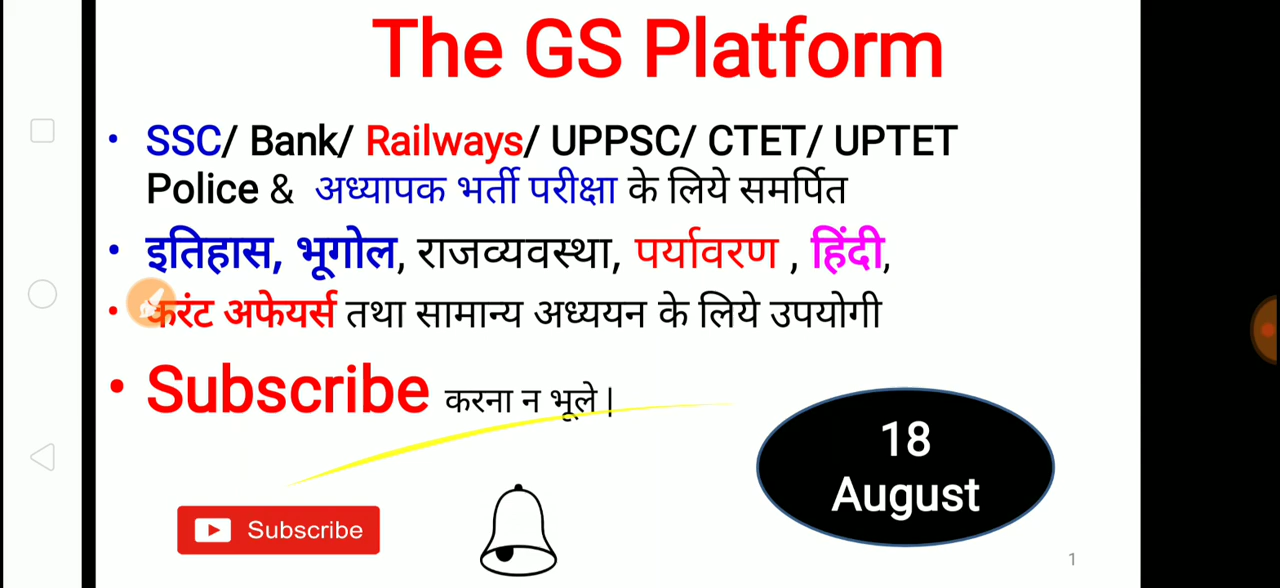 The GS Platform
SSC/ Bank/ Railways/ UPPSC/ CTET/ UPTET
Police & अध्यापक भर्ती परीक्षा के लिये समर्पित
इतिहास, भूगोल, राजव्यवस्था, पर्यावरण , हिंदी,
करंट अफेयर्स तथा सामान्य अध्ययन के लिये उपयोगी
Subscribe करना न भूले |
18
August
Subscribe
1